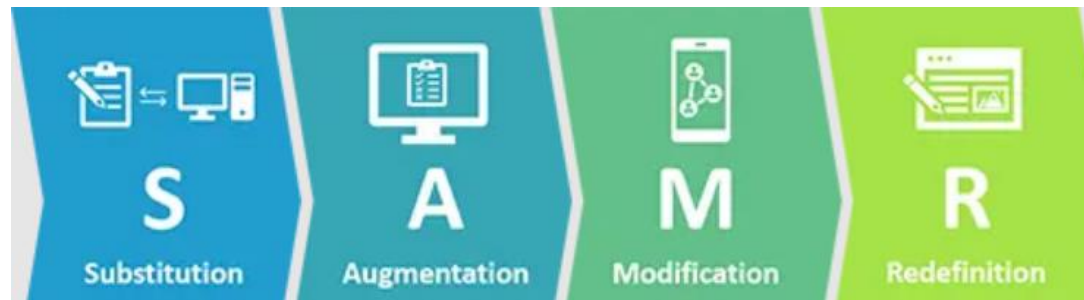 S
Substitution
A
Augmentation
M
Modification
R
Redefinition